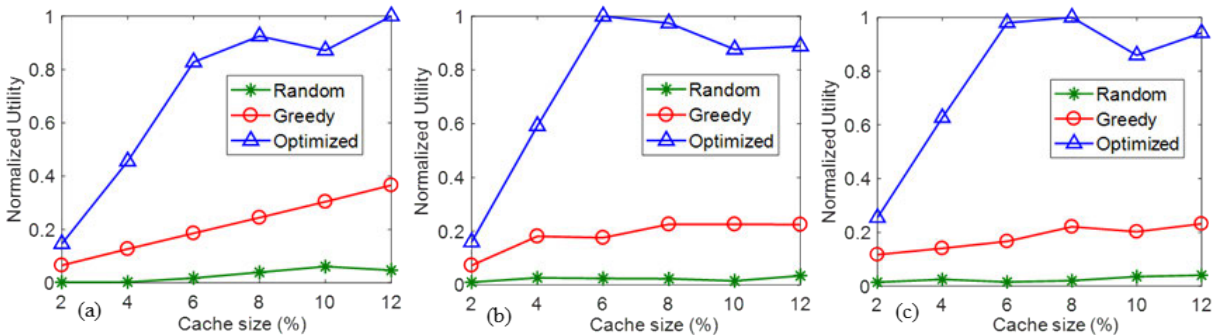 1
0.8
0.6
0.4
0.2
0
Normalized Utility
Random
Greedy
Optimized
2 4 6 8 10 12
(a)
Cache size (%)
1
0.8
0.6
0.4
0.2
0
Normalized Utility
Random
Greedy
Optimized
2 4 6 8 10 12
(b)
Cache size (%)
1
0.8
0.6
0.4
0.2
0
Normalized Utility
Random
Greedy
Optimized
2 4 6 8 10 12
(c)
Cache size (%)